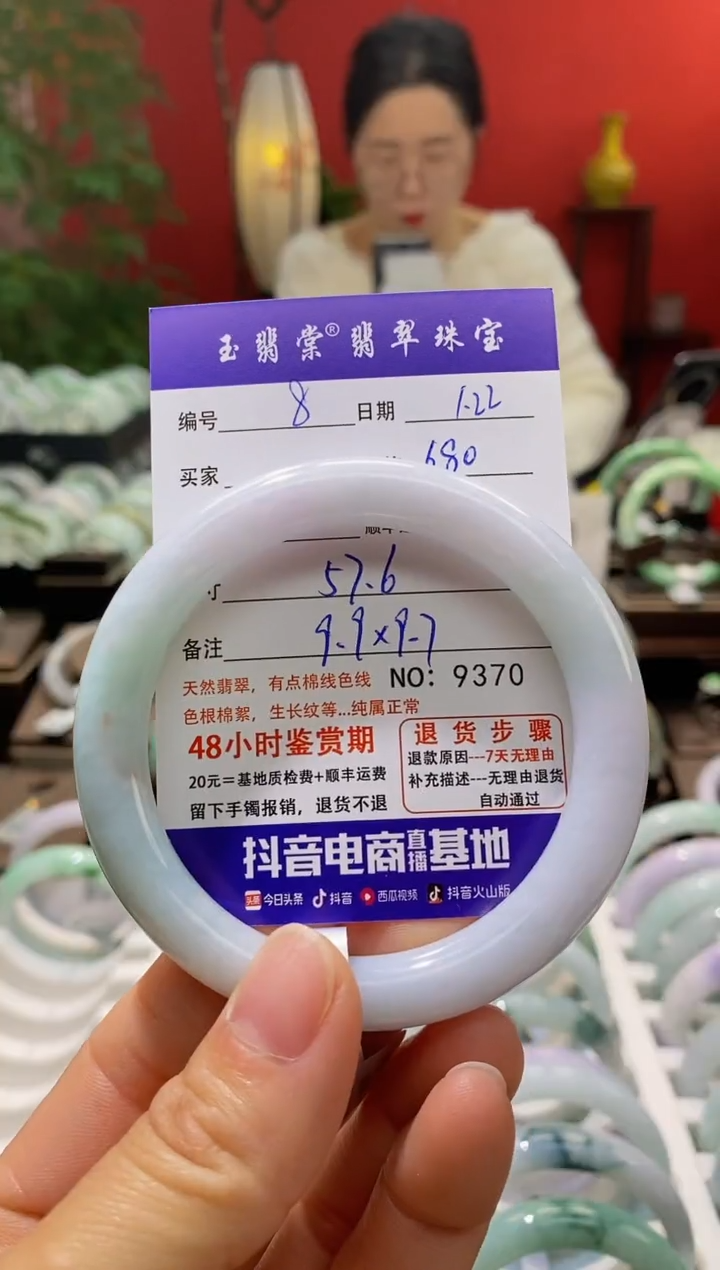 玉翡棠®翡翠珠宝
编号 8 日期 1.22
买家 680
57.6
备注 9.9×9.7
天然翡翠，有点棉线色线 NO: 9370
色根棉絮，生长纹等...纯属正常
48小时鉴赏期
20元=基地质检费+顺丰运费
留下手镯报销，退货不退
退货步骤
退款原因---7天无理由
补充描述---无理由退货
自动通过
抖音电商直播基地
头条 今日头条 抖音 西瓜视频 抖音火山版